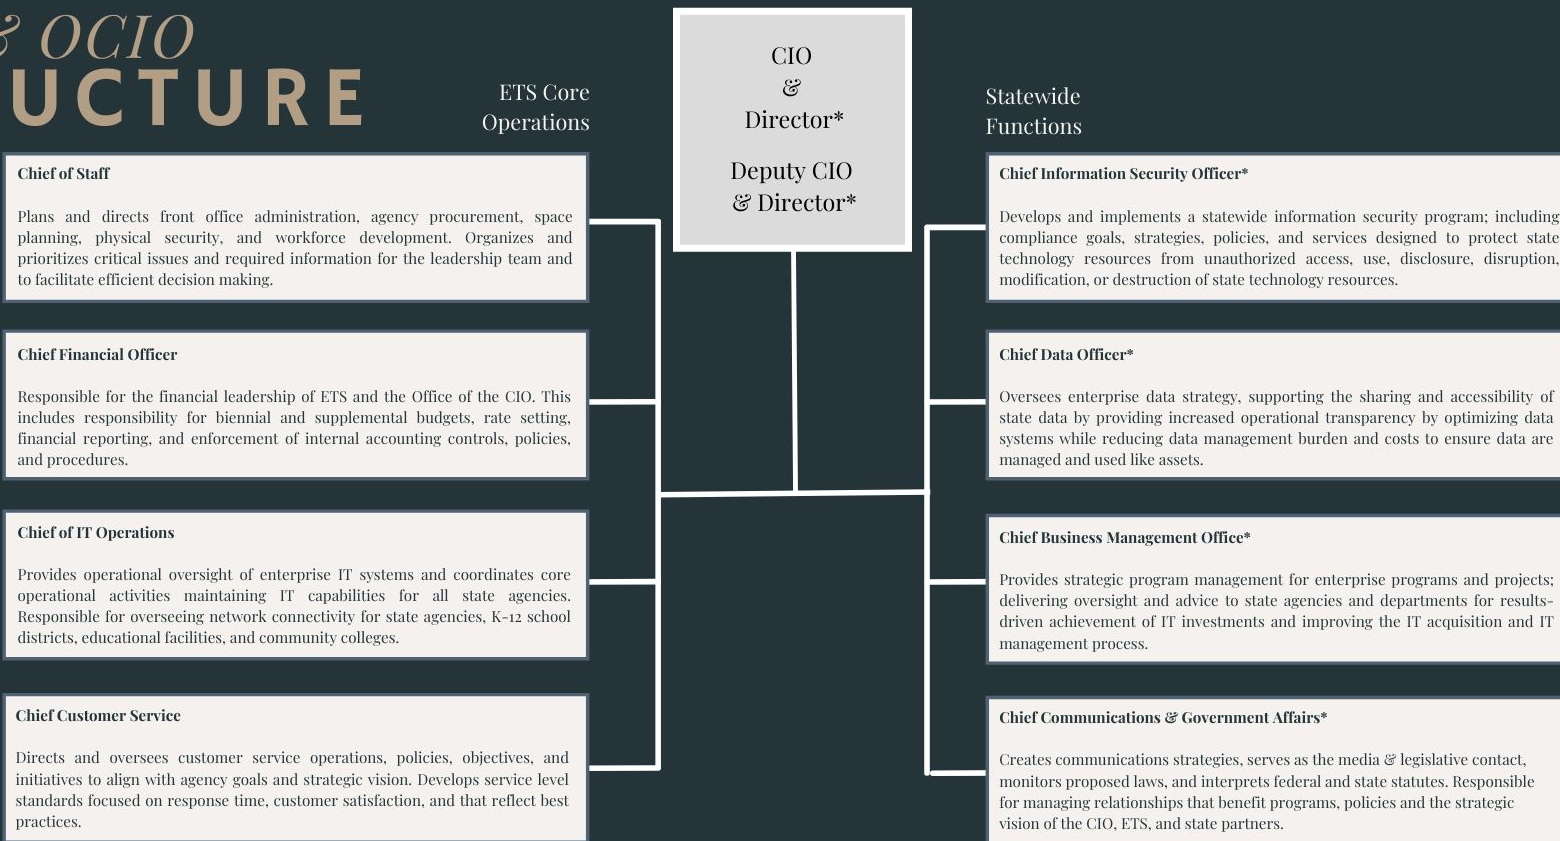 & OCIO
UCTURE
ETS Core
Operations
CIO
&
Director*
Deputy CIO
& Director*
Statewide
Functions
Chief of Staff
Plans and directs front office administration, agency procurement, space
planning, physical security, and workforce development. Organizes and
prioritizes critical issues and required information for the leadership team and
to facilitate efficient decision making.
Chief Financial Officer
Responsible for the financial leadership of ETS and the Office of the CIO. This
includes responsibility for biennial and supplemental budgets, rate setting,
financial reporting, and enforcement of internal accounting controls, policies,
and procedures.
Chief of IT Operations
Provides operational oversight of enterprise IT systems and coordinates core
operational activities maintaining IT capabilities for all state agencies.
Responsible for overseeing network connectivity for state agencies, K-12 school
districts, educational facilities, and community colleges.
Chief Customer Service
Directs and oversees customer service operations, policies, objectives, and
initiatives to align with agency goals and strategic vision. Develops service level
standards focused on response time, customer satisfaction, and that reflect best
practices.
Chief Information Security Officer*
Develops and implements a statewide information security program; including
compliance goals, strategies, policies, and services designed to protect state
technology resources from unauthorized access, use, disclosure, disruption,
modification, or destruction of state technology resources.
Chief Data Officer*
Oversees enterprise data strategy, supporting the sharing and accessibility of
state data by providing increased operational transparency by optimizing data
systems while reducing data management burden and costs to ensure data are
managed and used like assets.
Chief Business Management Office*
Provides strategic program management for enterprise programs and projects;
delivering oversight and advice to state agencies and departments for results-
driven achievement of IT investments and improving the IT acquisition and IT
management process.
Chief Communications & Government Affairs*
Creates communications strategies, serves as the media & legislative contact,
monitors proposed laws, and interprets federal and state statutes. Responsible
for managing relationships that benefit programs, policies and the strategic
vision of the CIO, ETS, and state partners.